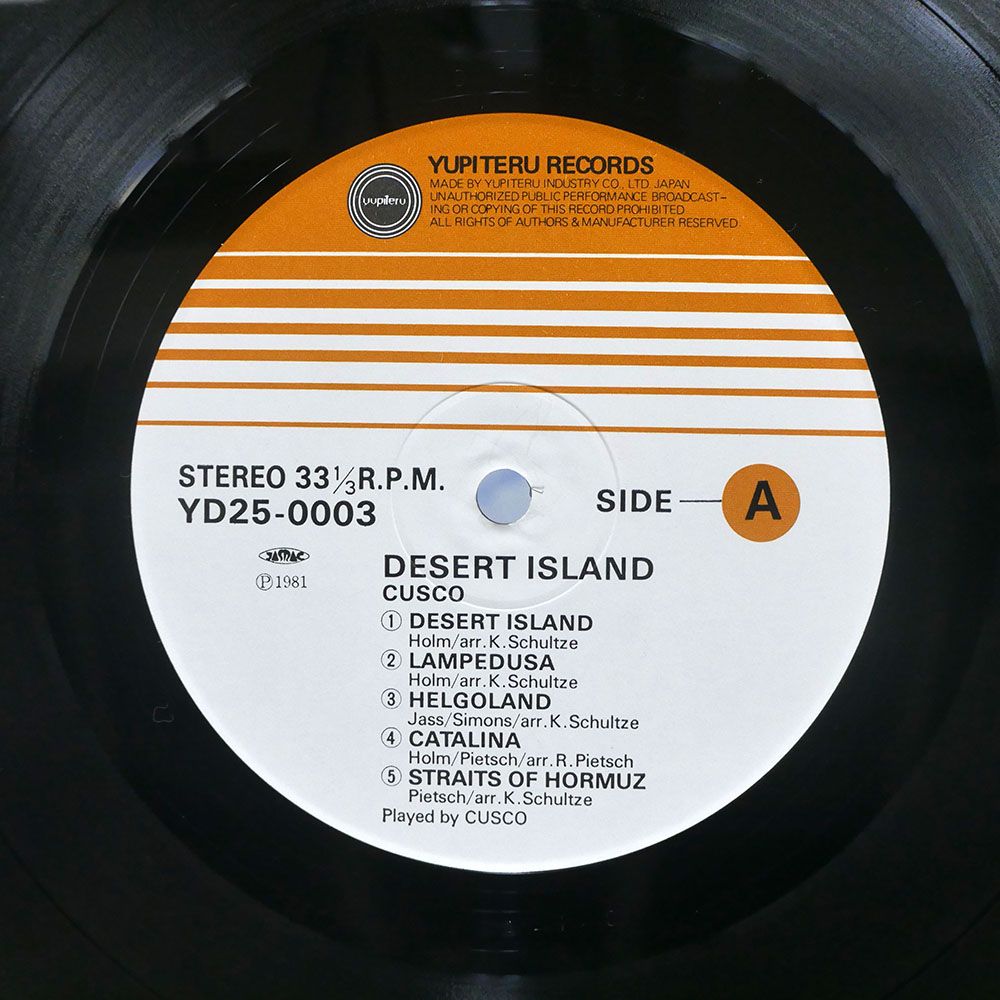 YUPITERU RECORDS
yupiteru
MADE BY YUPITERU INDUSTRY CO., LTD. JAPAN
UNAUTHORIZED PUBLIC PERFORMANCE BROADCAST-
ING OR COPYING OF THIS RECORD PROHIBITED
ALL RIGHTS OF AUTHORS & MANUFACTURER RESERVED
STEREO 33 1/3 R.P.M.
YD25-0003
SIDE A
JASRAC
Ⓟ1981
DESERT ISLAND
CUSCO
① DESERT ISLAND
Holm/arr.K.Schultze
② LAMPEDUSA
Holm/arr.K.Schultze
③ HELGOLAND
Jass/Simons/arr.K.Schultze
④ CATALINA
Holm/Pietsch/arr.R.Pietsch
⑤ STRAITS OF HORMUZ
Pietsch/arr.K.Schultze
Played by CUSCO